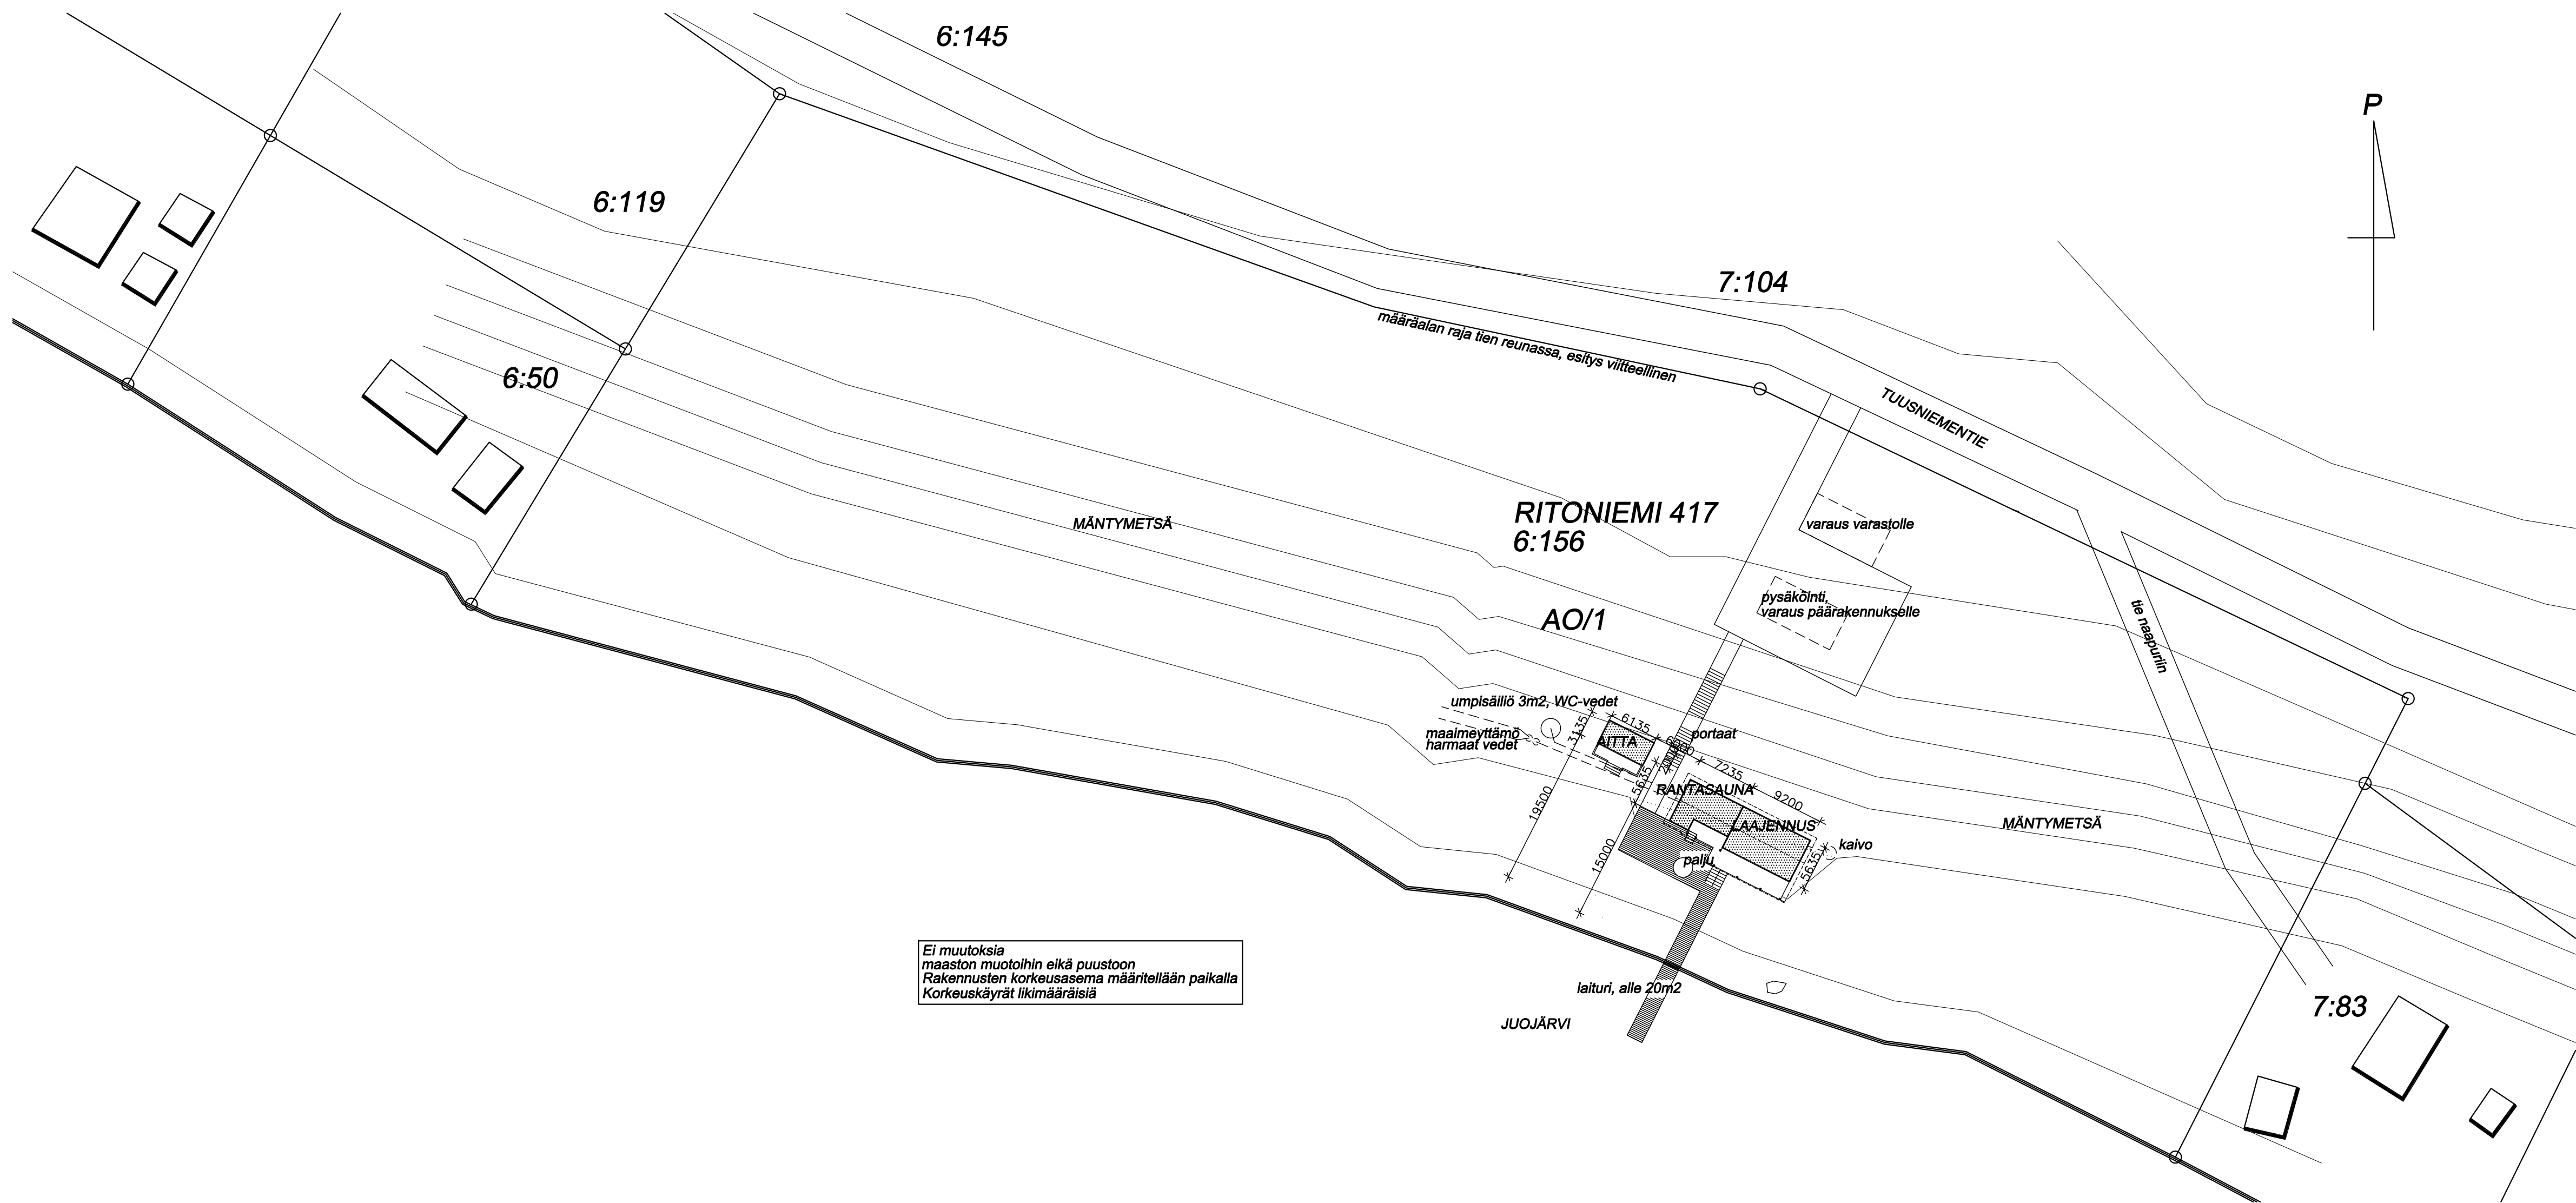 6:145
P
6:119
7:104
määräalan raja tien reunassa, esitys viitteellinen
6:50
TUUSNIEMENTIE
MÄNTYMETSÄ
RITONIEMI 417
6:156
varaus varastolle
AO/1
pysäköinti,
varaus päärakennukselle
tie naapuriin
umpisäiliö 3m2, WC-vedet
maaimeyttämö
harmaat vedet
3135
6135
AITTA
portaat
5635
7235
RANTASAUNA
9200
19500
LAAJENNUS
MÄNTYMETSÄ
kaivo
15000
palju
5635
Ei muutoksia
maaston muotoihin eikä puustoon
Rakennusten korkeusasema määritellään paikalla
Korkeuskäyrät likimääräisiä
laituri, alle 20m2
JUOJÄRVI
7:83